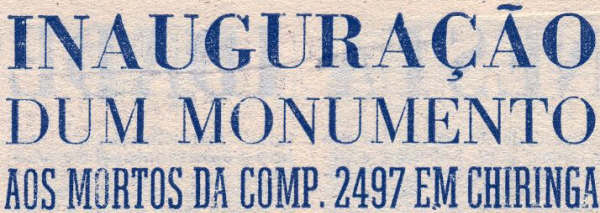 INAUGURAÇÃO
DUM MONUMENTO
AOS MORTOS DA COMP. 2497 EM CHIRINGA